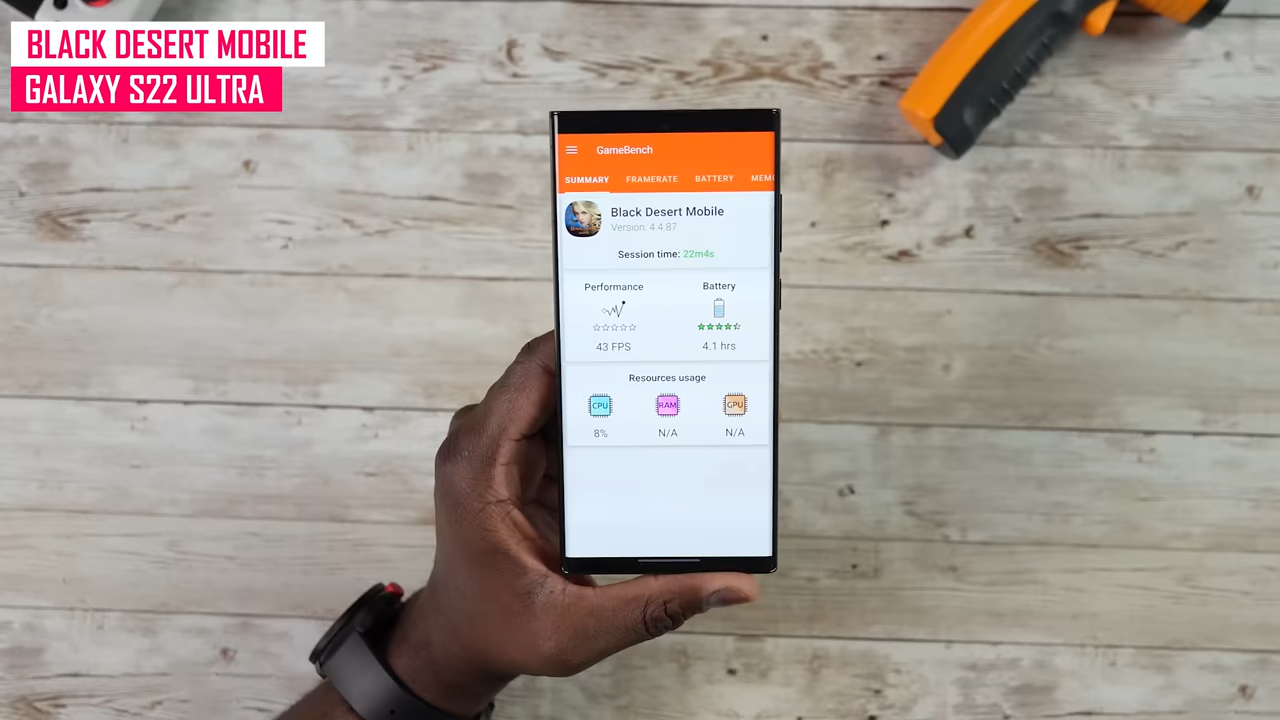 BLACK DESERT MOBILE
GALAXY S22 ULTRA
GameBench
SUMMARY FRAMERATE BATTERY
Black Desert Mobile
Version: 4.4.87
Session time: 22m4s
Performance Battery
43 FPS 4.1 hrs
Resources usage
CPU RAM GPU
8% N/A N/A